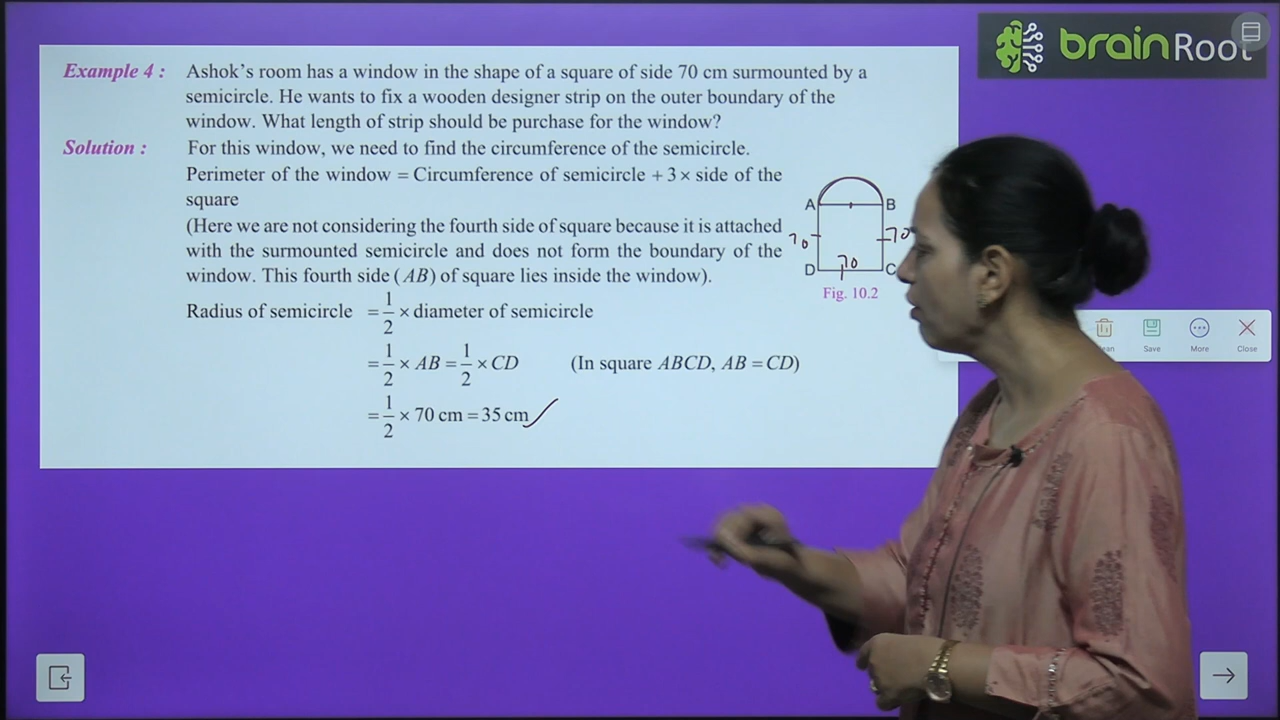 brainRoot
Example 4 : Ashok's room has a window in the shape of a square of side 70 cm surmounted by a
semicircle. He wants to fix a wooden designer strip on the outer boundary of the
window. What length of strip should be purchase for the window?
Solution : For this window, we need to find the circumference of the semicircle.
Perimeter of the window = Circumference of semicircle + 3 × side of the
square
(Here we are not considering the fourth side of square because it is attached
with the surmounted semicircle and does not form the boundary of the
window. This fourth side (AB) of square lies inside the window).
A B
70 70
70
D C
Fig. 10.2
Radius of semicircle = 1/2 × diameter of semicircle
= 1/2 × AB = 1/2 × CD (In square ABCD, AB = CD)
= 1/2 × 70 cm = 35 cm
Save More Close